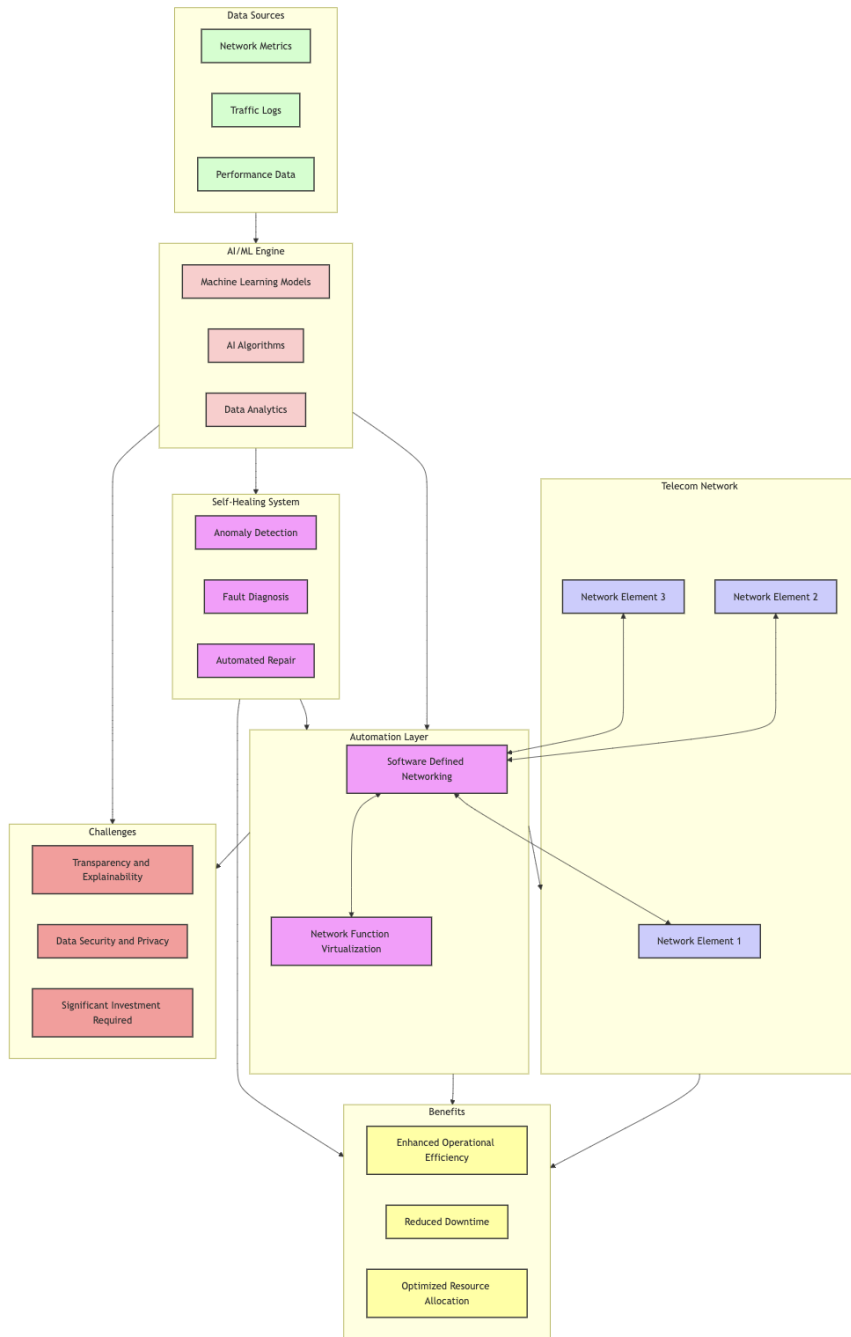 Data Sources
Network Metrics
Traffic Logs
Performance Data
AI/ML Engine
Machine Learning Models
AI Algorithms
Data Analytics
Self-Healing System
Anomaly Detection
Fault Diagnosis
Automated Repair
Telecom Network
Network Element 3
Network Element 2
Network Element 1
Automation Layer
Software Defined
Networking
Network Function
Virtualization
Challenges
Transparency and
Explainability
Data Security and Privacy
Significant Investment
Required
Benefits
Enhanced Operational
Efficiency
Reduced Downtime
Optimized Resource
Allocation